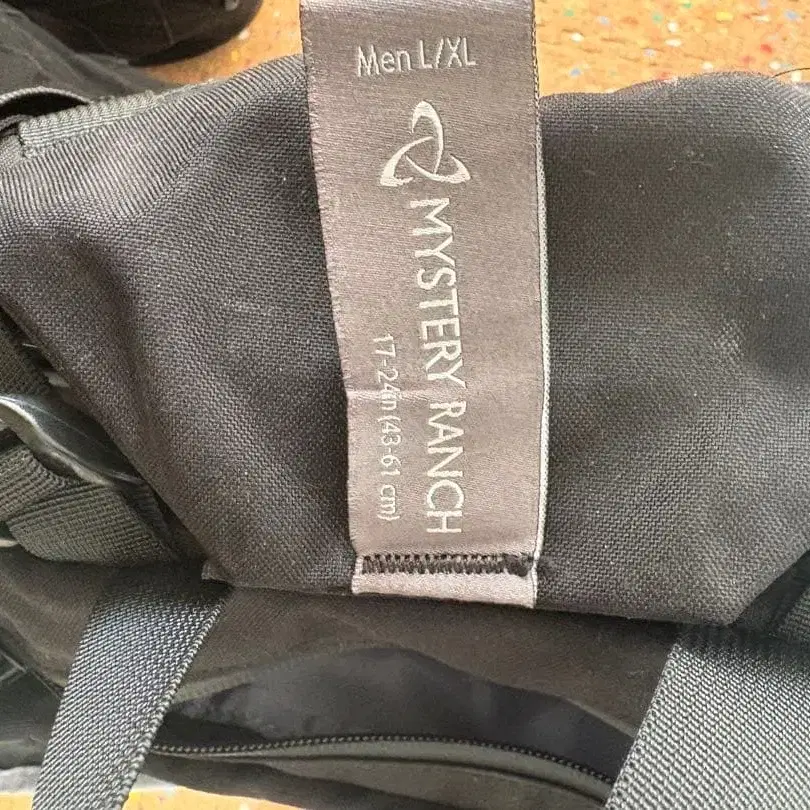 Men L/XL
MYSTERY RANCH
17-24in (43-61 cm)